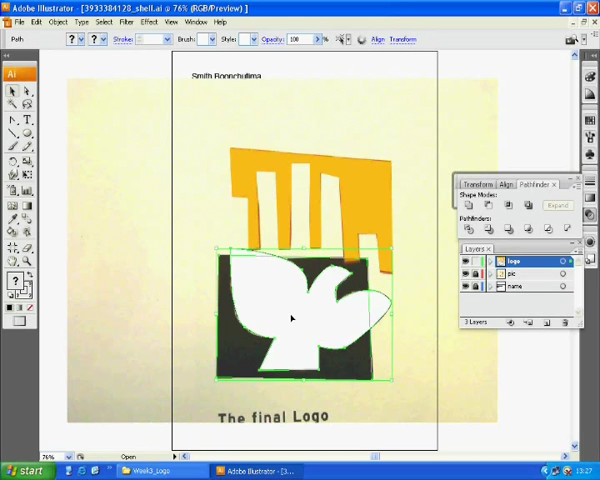 Adobe Illustrator - [3933384128_shell.ai @ 76% (RGB/Preview) ]
File Edit Object Type Select Filter Effect View Window Help
Path
Stroke:
Brush:
Style:
Opacity: 100 %
Align Transform
Ai
Smith Boonchutima
Transform Align Pathfinder
Shape Modes:
Expand
Pathfinders:
Layers
logo
pic
name
3 Layers
The final Logo
76% Open
start
Week3_Logo
Adobe Illustrator - [3...
13:27